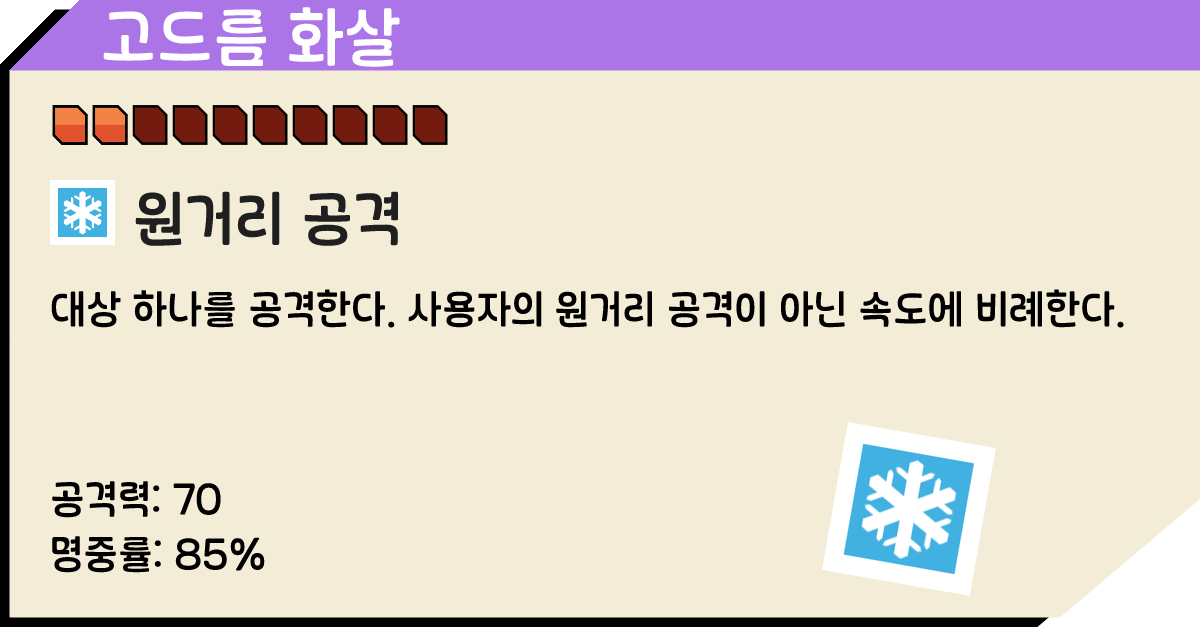 고드름 화살
원거리 공격
대상 하나를 공격한다. 사용자의 원거리 공격이 아닌 속도에 비례한다.
공격력: 70
명중률: 85%